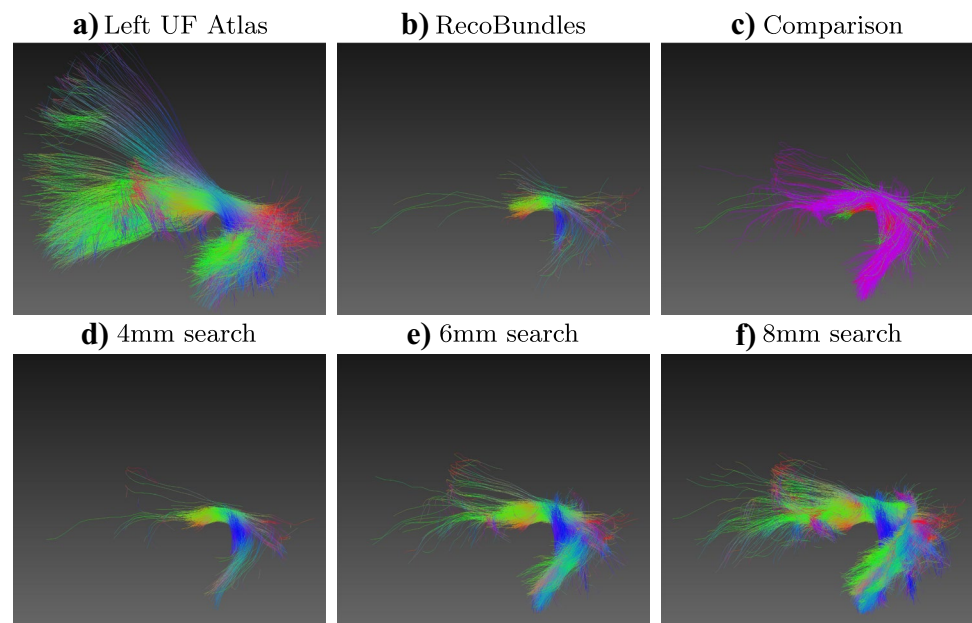 a) Left UF Atlas
b) RecoBundles
c) Comparison
d) 4mm search
e) 6mm search
f) 8mm search